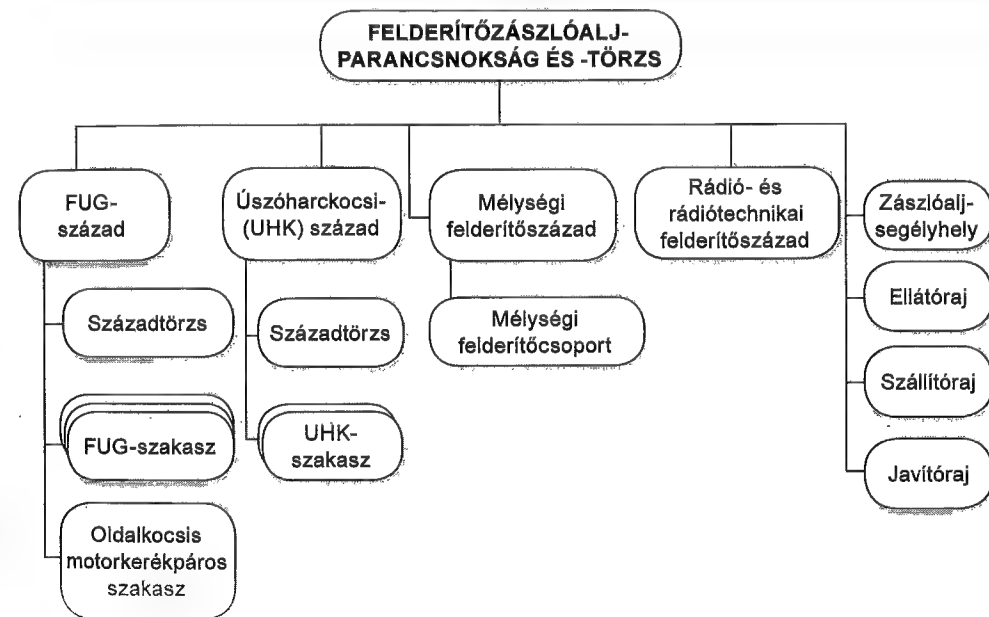 FELDERÍTŐZÁSZLÓALJ-
PARANCSNOKSÁG ÉS -TÖRZS
FUG-
század
Századtörzs
FUG-szakasz
Oldalkocsis
motorkerékpáros
szakasz
Úszóharckocsi-
(UHK) század
Századtörzs
UHK-
szakasz
Mélységi
felderítőszázad
Mélységi
felderítőcsoport
Rádió- és
rádiótechnikai
felderítőszázad
Zászlóalj-
segélyhely
Ellátóraj
Szállítóraj
Javítóraj